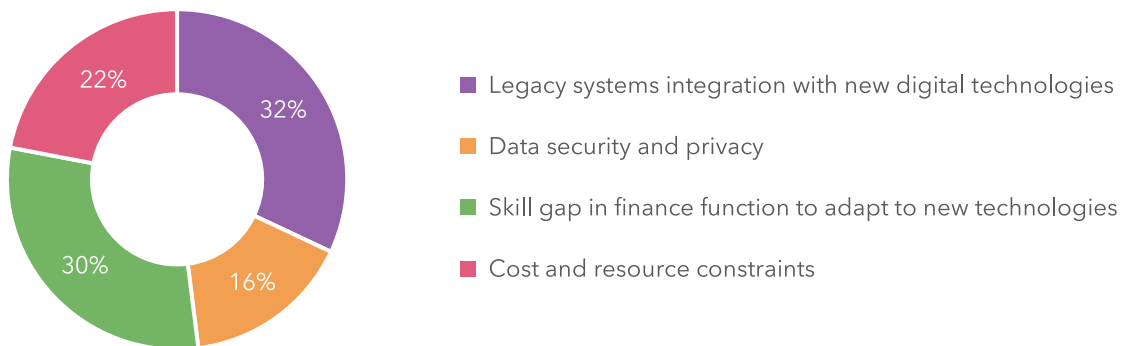 22%
32%
30%
16%
Legacy systems integration with new digital technologies
Data security and privacy
Skill gap in finance function to adapt to new technologies
Cost and resource constraints